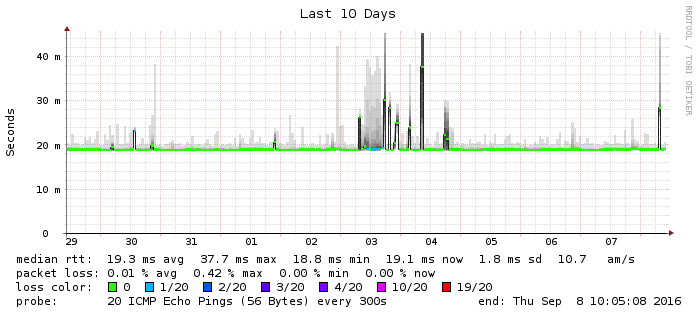 Last 10 Days
RRDTOOL / TOBI OETIKER
Seconds
40 m
30 m
20 m
10 m
0
29 30 31 01 02 03 04 05 06 07
median rtt: 19.3 ms avg 37.7 ms max 18.8 ms min 19.1 ms now 1.8 ms sd 10.7 am/s
packet loss: 0.01 % avg 0.42 % max 0.00 % min 0.00 % now
loss color: 0 1/20 2/20 3/20 4/20 10/20 19/20
probe: 20 ICMP Echo Pings (56 Bytes) every 300s end: Thu Sep 8 10:05:08 2016